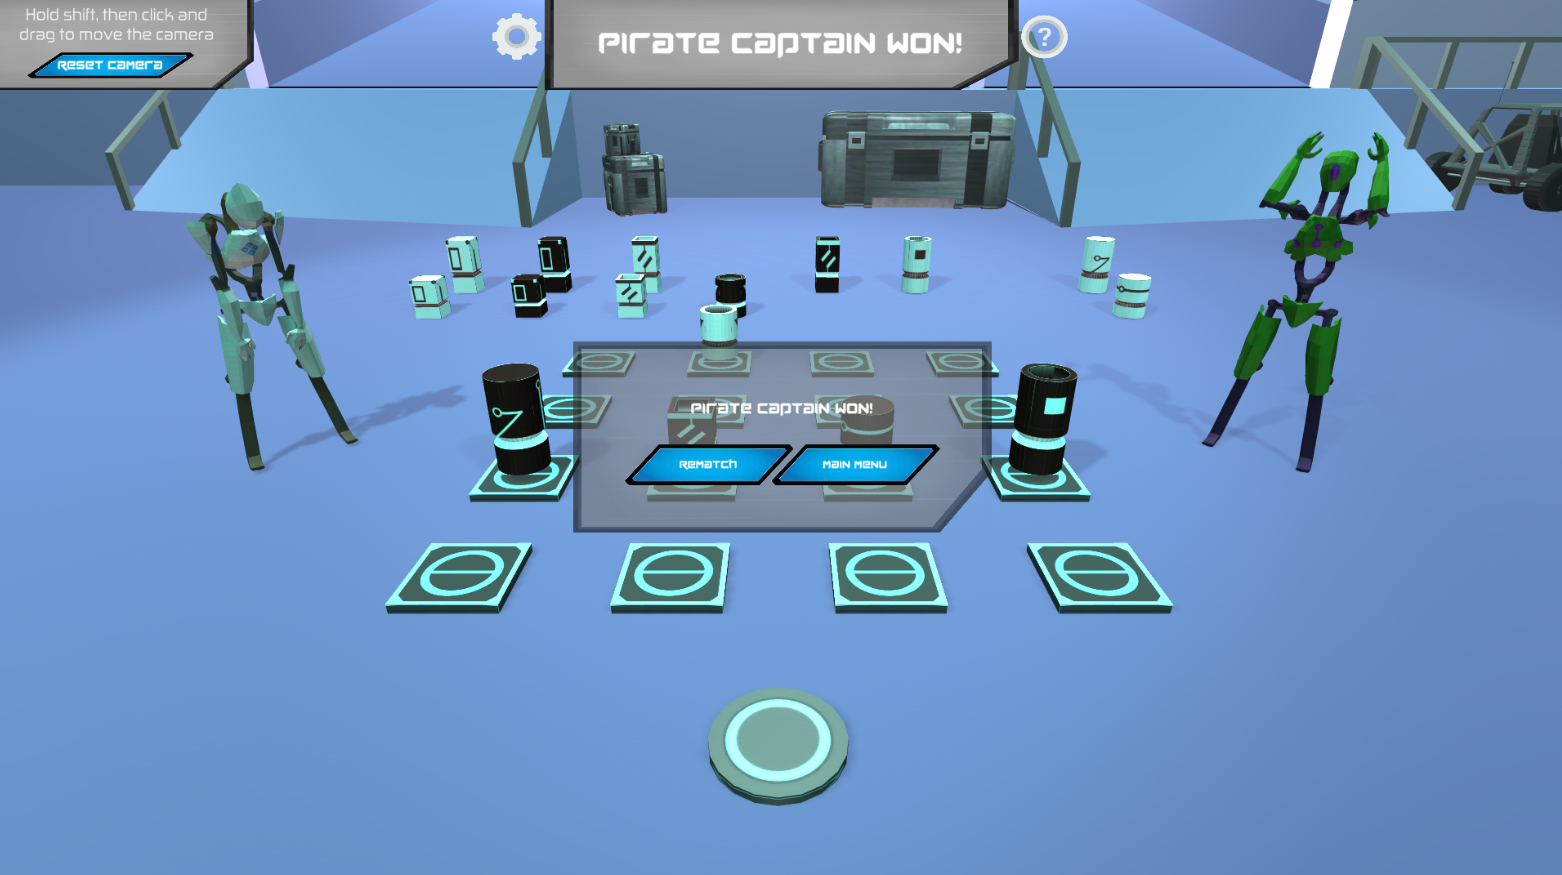 Hold shift, then click and
drag to move the camera
RESET CAMERA
PIRATE CAPTAIN WON!
?
PIRATE CAPTAIN WON!
REMATCH
MAIN MENU